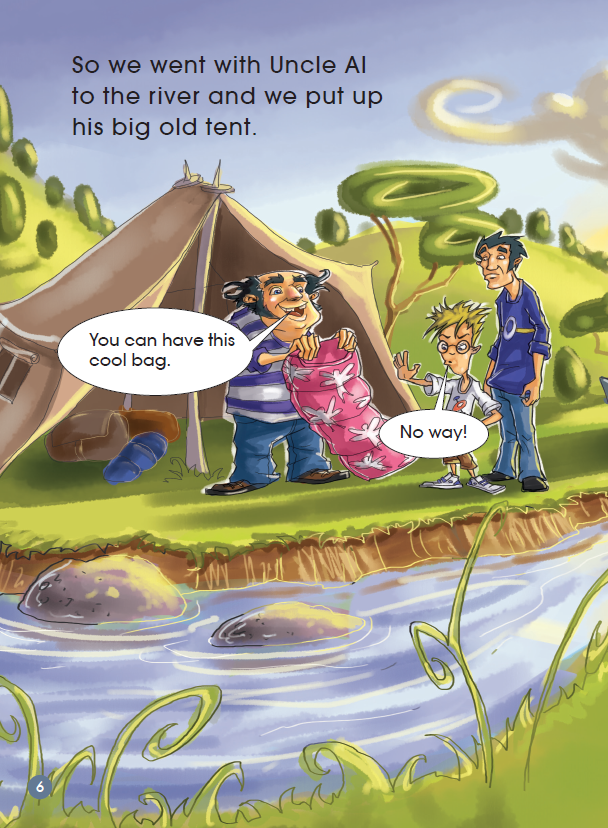 So we went with Uncle Al
to the river and we put up
his big old tent.
You can have this
cool bag.
No way!
6